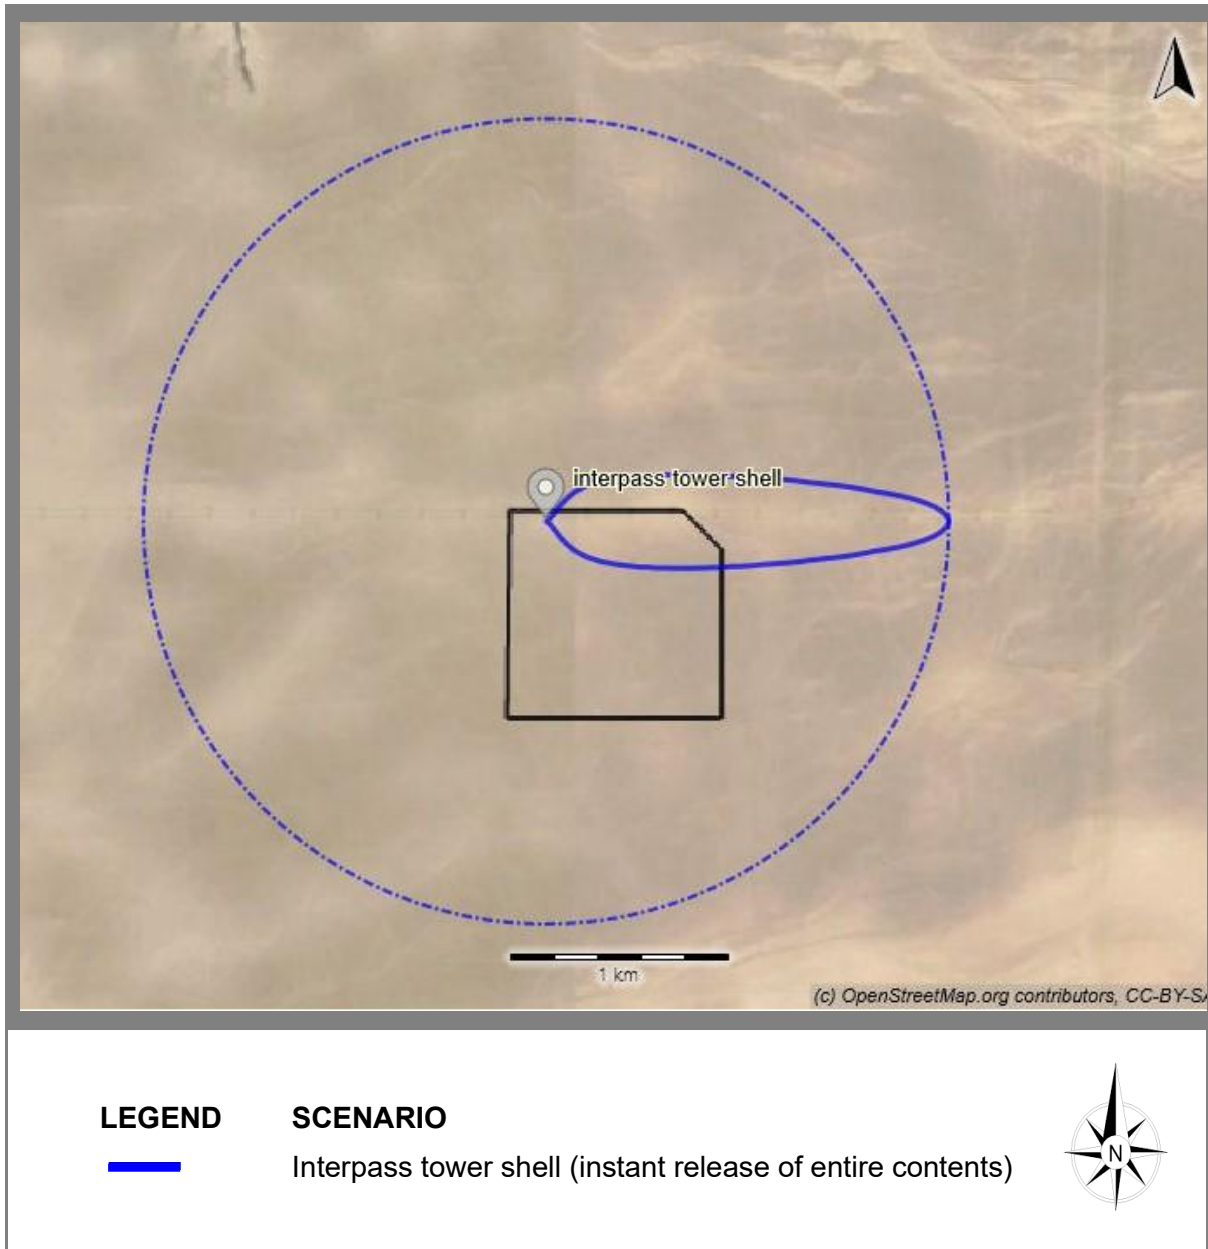 interpass tower shell
1 km
(c) OpenStreetMap.org contributors, CC-BY-SA
LEGEND SCENARIO
Interpass tower shell (instant release of entire contents)
N